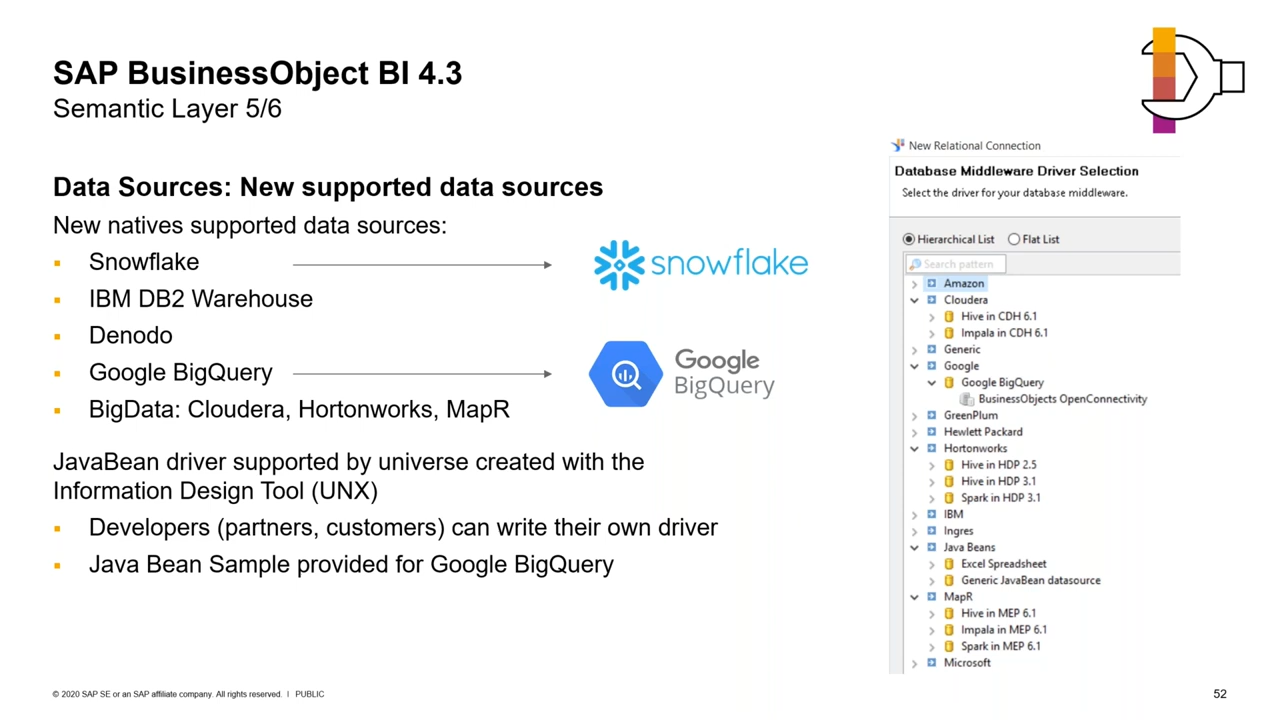 SAP BusinessObject BI 4.3
Semantic Layer 5/6
Data Sources: New supported data sources
New natives supported data sources:
▪ Snowflake
▪ IBM DB2 Warehouse
▪ Denodo
▪ Google BigQuery
▪ BigData: Cloudera, Hortonworks, MapR
JavaBean driver supported by universe created with the
Information Design Tool (UNX)
▪ Developers (partners, customers) can write their own driver
▪ Java Bean Sample provided for Google BigQuery
snowflake
Google
BigQuery
New Relational Connection
Database Middleware Driver Selection
Select the driver for your database middleware.
Hierarchical List Flat List
Search pattern
Amazon
Cloudera
Hive in CDH 6.1
Impala in CDH 6.1
Generic
Google
Google BigQuery
BusinessObjects OpenConnectivity
GreenPlum
Hewlett Packard
Hortonworks
Hive in HDP 2.5
Hive in HDP 3.1
Spark in HDP 3.1
IBM
Ingres
Java Beans
Excel Spreadsheet
Generic JavaBean datasource
MapR
Hive in MEP 6.1
Impala in MEP 6.1
Spark in MEP 6.1
Microsoft
© 2020 SAP SE or an SAP affiliate company. All rights reserved. | PUBLIC
52